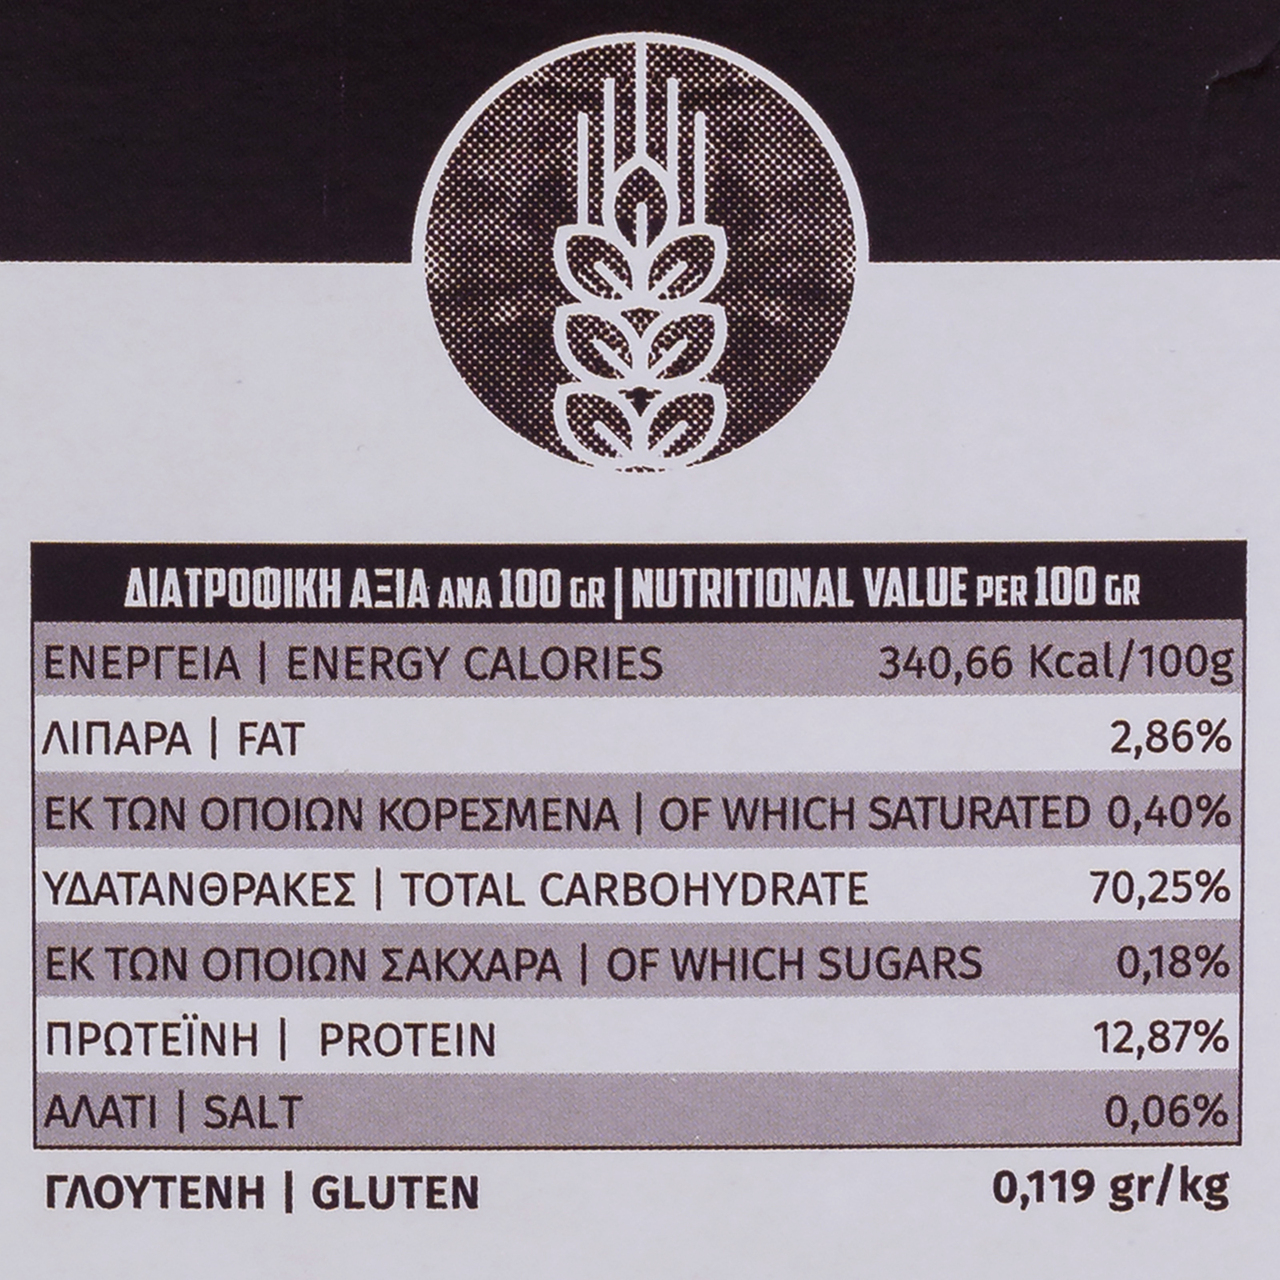 ΔΙΑΤΡΟΦΙΚΗ ΑΞΙΑ ΑΝΑ 100 GR | NUTRITIONAL VALUE PER 100 GR
ΕΝΕΡΓΕΙΑ | ENERGY CALORIES 340,66 Kcal/100g
ΛΙΠΑΡΑ | FAT 2,86%
ΕΚ ΤΩΝ ΟΠΟΙΩΝ ΚΟΡΕΣΜΕΝΑ | OF WHICH SATURATED 0,40%
ΥΔΑΤΑΝΘΡΑΚΕΣ | TOTAL CARBOHYDRATE 70,25%
ΕΚ ΤΩΝ ΟΠΟΙΩΝ ΣΑΚΧΑΡΑ | OF WHICH SUGARS 0,18%
ΠΡΩΤΕΪΝΗ | PROTEIN 12,87%
ΑΛΑΤΙ | SALT 0,06%
ΓΛΟΥΤΕΝΗ | GLUTEN 0,119 gr/kg